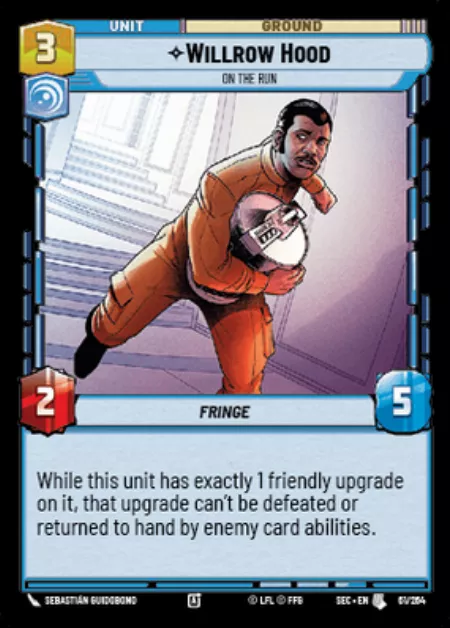 UNIT GROUND
3
WILLROW HOOD
ON THE RUN
2
FRINGE
5
While this unit has exactly 1 friendly upgrade
on it, that upgrade can't be defeated or
returned to hand by enemy card abilities.
SEBASTIÁN GUIDOBONO A © LFL © FFG SEC • EN 61/264